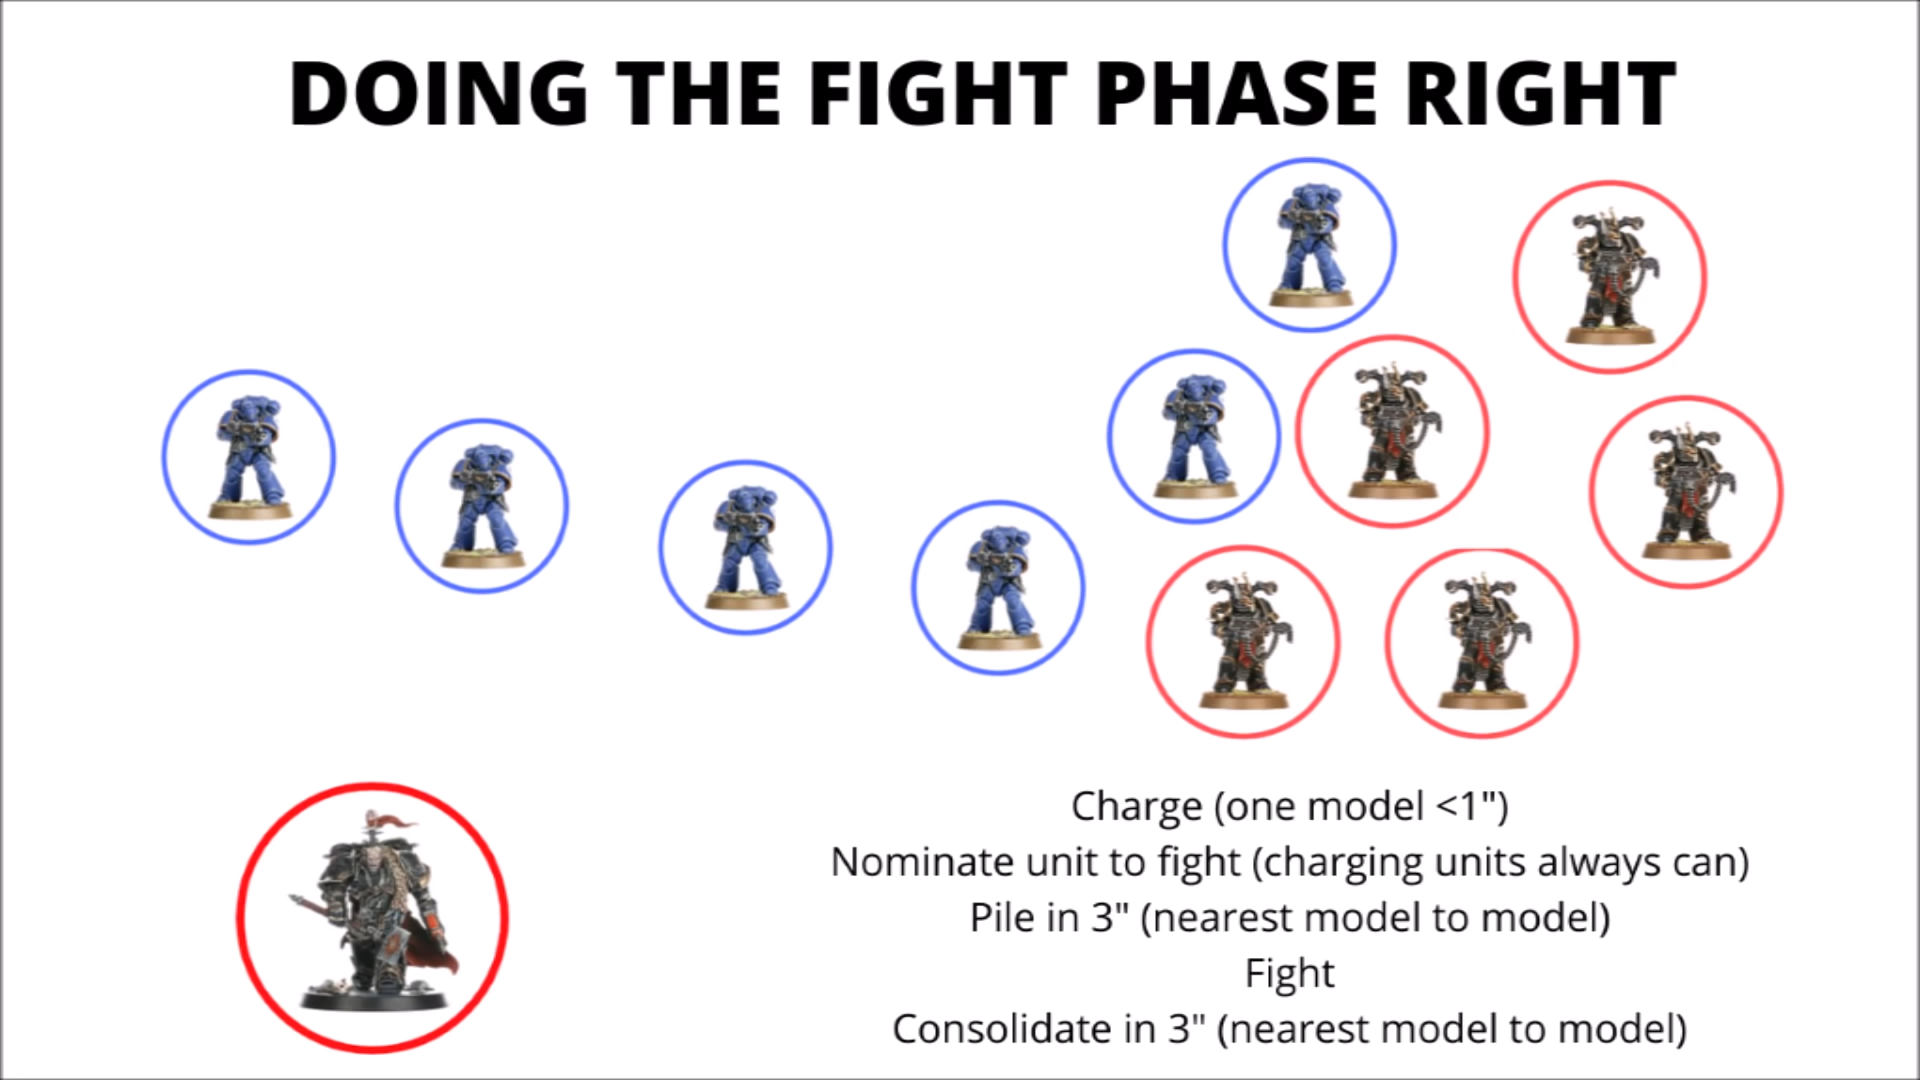 DOING THE FIGHT PHASE RIGHT
Charge (one model <1")
Nominate unit to fight (charging units always can)
Pile in 3" (nearest model to model)
Fight
Consolidate in 3" (nearest model to model)